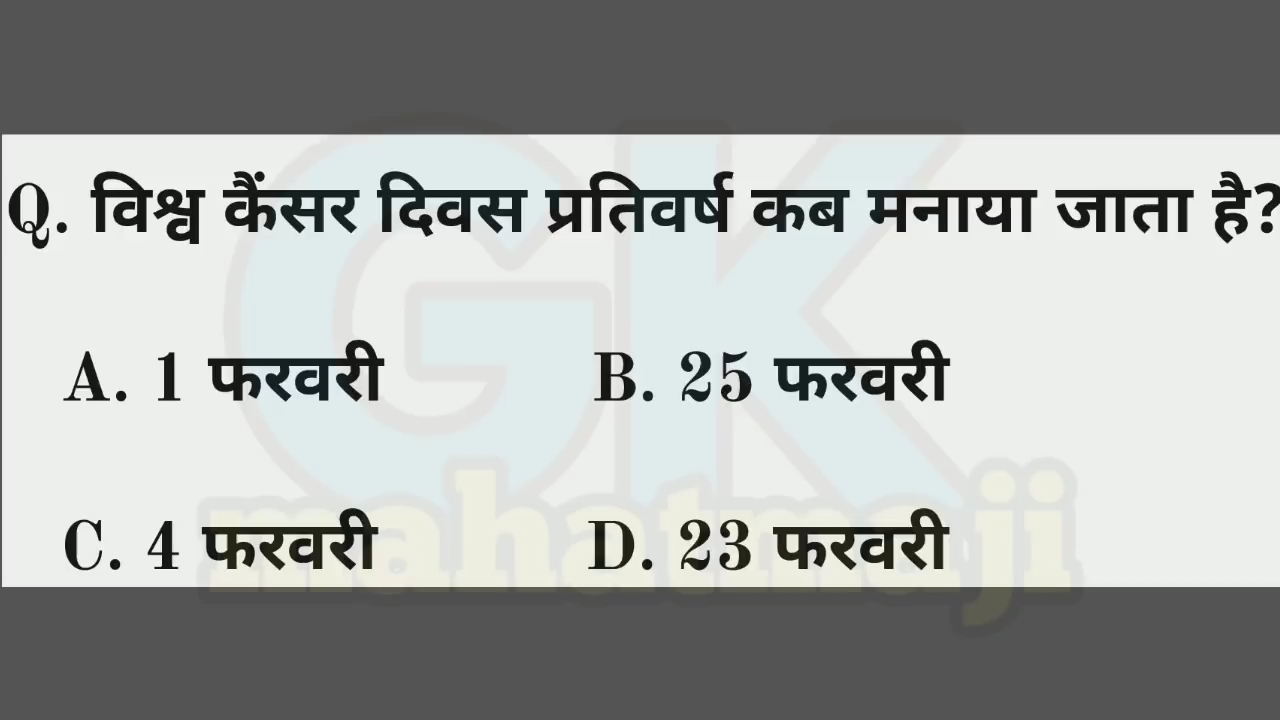 Q. विश्व कैंसर दिवस प्रतिवर्ष कब मनाया जाता है?
A. 1 फरवरी B. 25 फरवरी
C. 4 फरवरी D. 23 फरवरी
GK
mahatmaji